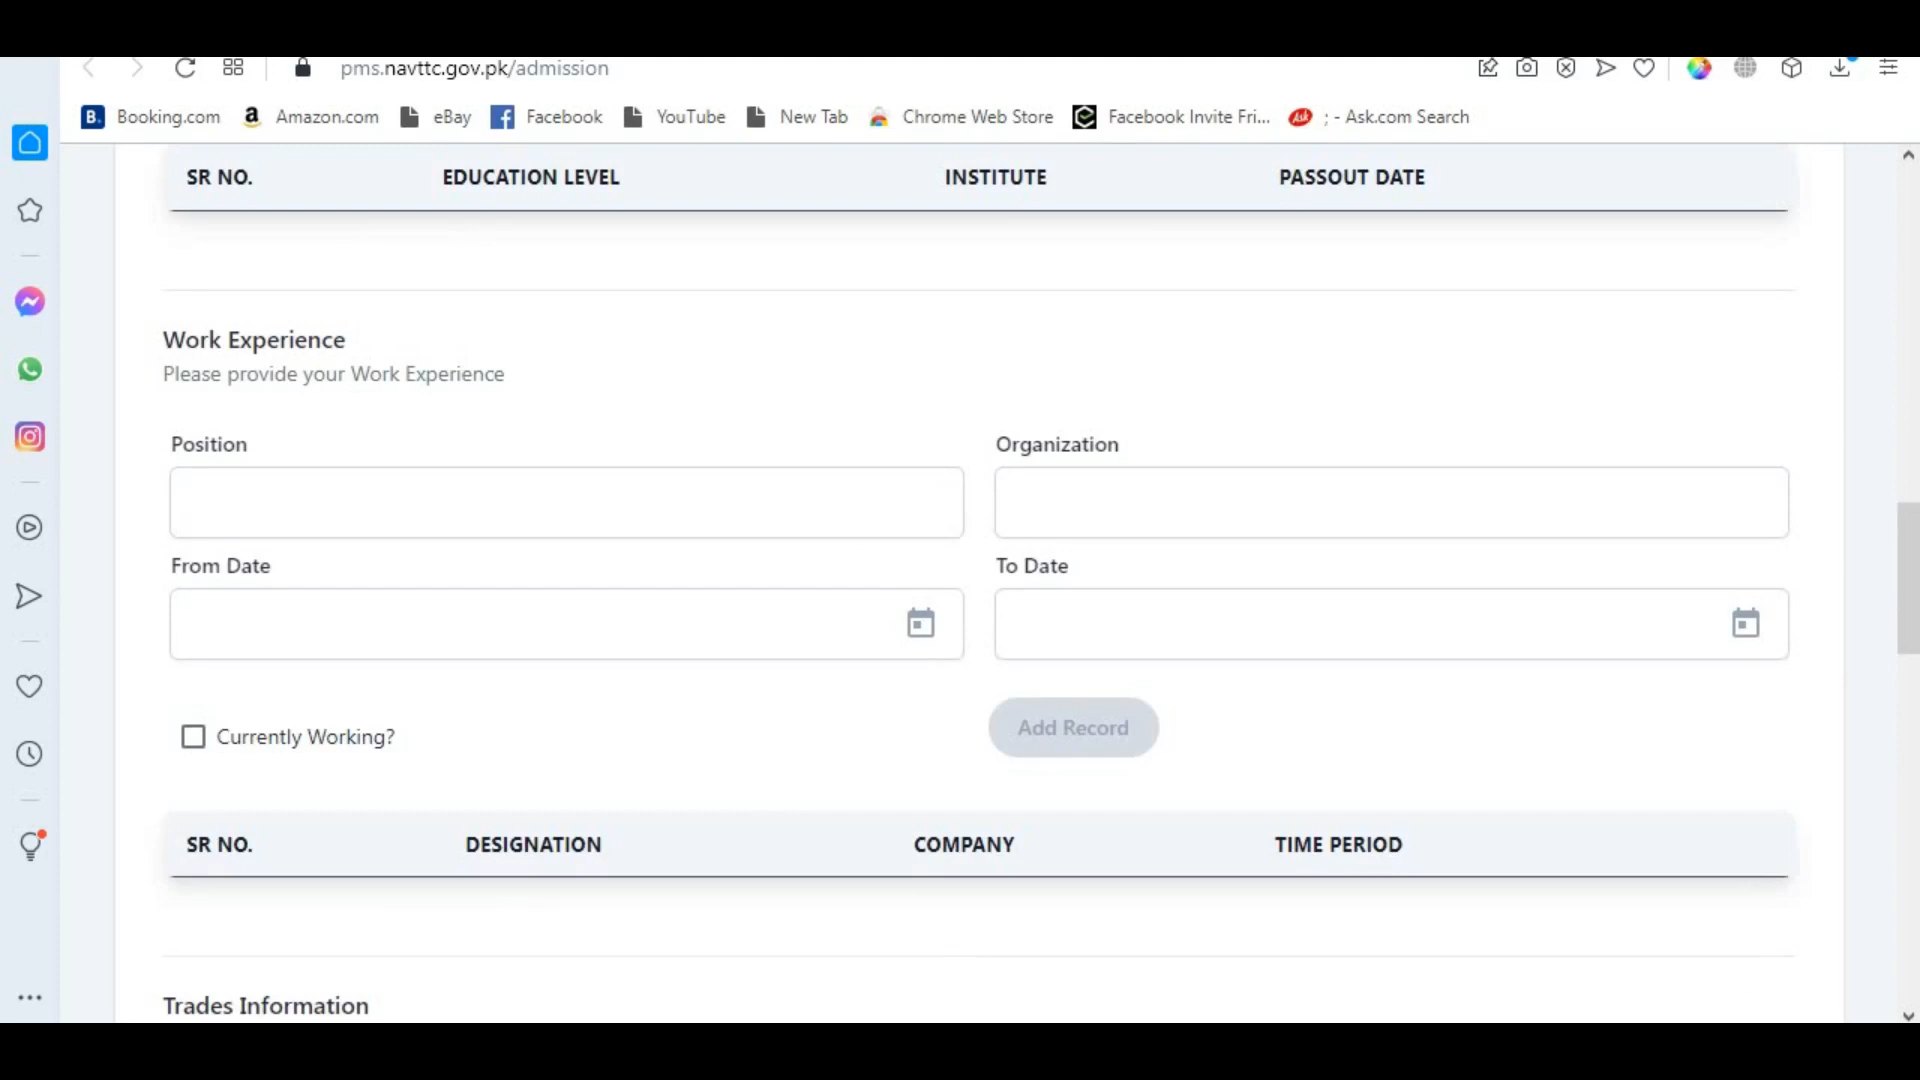 pms.navttc.gov.pk/admission
B. Booking.com a Amazon.com eBay f Facebook YouTube New Tab Chrome Web Store Facebook Invite Fri... Ask ; - Ask.com Search
SR NO. EDUCATION LEVEL INSTITUTE PASSOUT DATE
Work Experience
Please provide your Work Experience
Position Organization
From Date To Date
Currently Working? Add Record
SR NO. DESIGNATION COMPANY TIME PERIOD
Trades Information